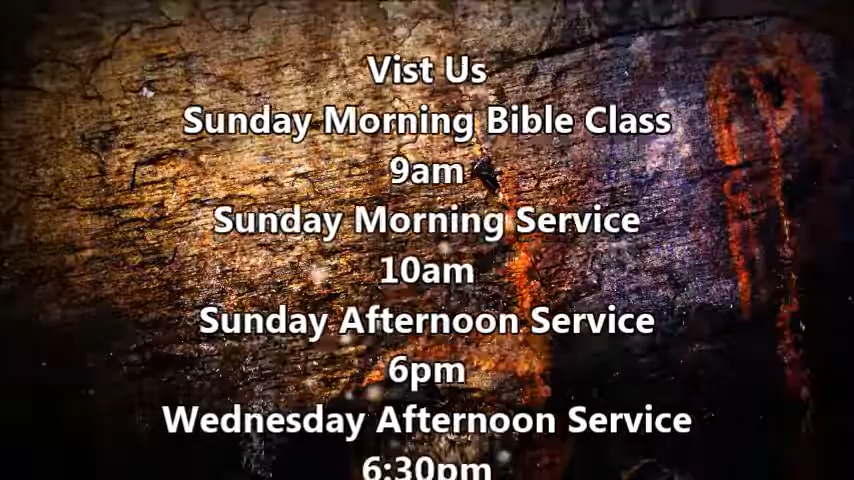 Vist Us
Sunday Morning Bible Class
9am
Sunday Morning Service
10am
Sunday Afternoon Service
6pm
Wednesday Afternoon Service
6:30pm